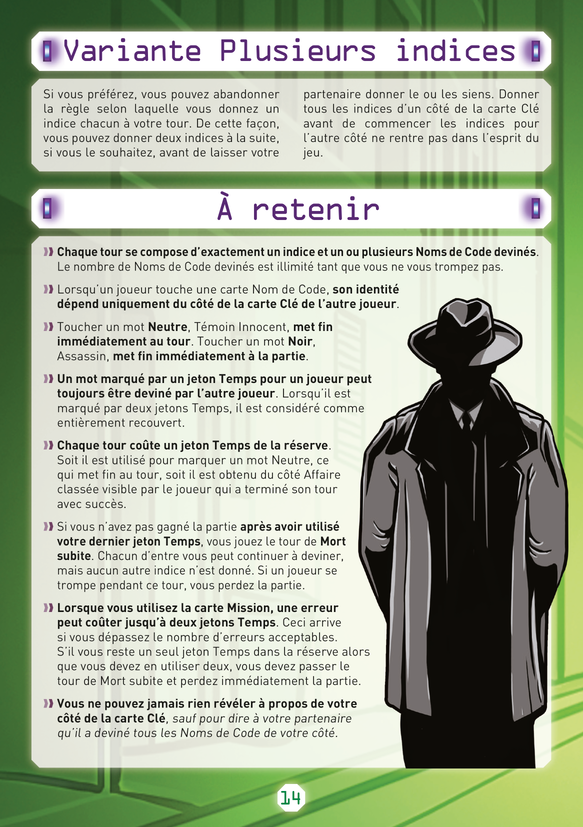 Variante Plusieurs indices
Si vous préférez, vous pouvez abandonner
la règle selon laquelle vous donnez un
indice chacun à votre tour. De cette façon,
vous pouvez donner deux indices à la suite,
si vous le souhaitez, avant de laisser votre
partenaire donner le ou les siens. Donner
tous les indices d'un côté de la carte Clé
avant de commencer les indices pour
l'autre côté ne rentre pas dans l'esprit du
jeu.
À retenir
Chaque tour se compose d'exactement un indice et un ou plusieurs Noms de Code devinés.
Le nombre de Noms de Code devinés est illimité tant que vous ne vous trompez pas.
Lorsqu'un joueur touche une carte Nom de Code, son identité
dépend uniquement du côté de la carte Clé de l'autre joueur.
Toucher un mot Neutre, Témoin Innocent, met fin
immédiatement au tour. Toucher un mot Noir,
Assassin, met fin immédiatement à la partie.
Un mot marqué par un jeton Temps pour un joueur peut
toujours être deviné par l'autre joueur. Lorsqu'il est
marqué par deux jetons Temps, il est considéré comme
entièrement recouvert.
Chaque tour coûte un jeton Temps de la réserve.
Soit il est utilisé pour marquer un mot Neutre, ce
qui met fin au tour, soit il est obtenu du côté Affaire
classée visible par le joueur qui a terminé son tour
avec succès.
Si vous n'avez pas gagné la partie après avoir utilisé
votre dernier jeton Temps, vous jouez le tour de Mort
subite. Chacun d'entre vous peut continuer à deviner,
mais aucun autre indice n'est donné. Si un joueur se
trompe pendant ce tour, vous perdez la partie.
Lorsque vous utilisez la carte Mission, une erreur
peut coûter jusqu'à deux jetons Temps. Ceci arrive
si vous dépassez le nombre d'erreurs acceptables.
S'il vous reste un seul jeton Temps dans la réserve alors
que vous devez en utiliser deux, vous devez passer le
tour de Mort subite et perdez immédiatement la partie.
Vous ne pouvez jamais rien révéler à propos de votre
côté de la carte Clé, sauf pour dire à votre partenaire
qu'il a deviné tous les Noms de Code de votre côté.
14